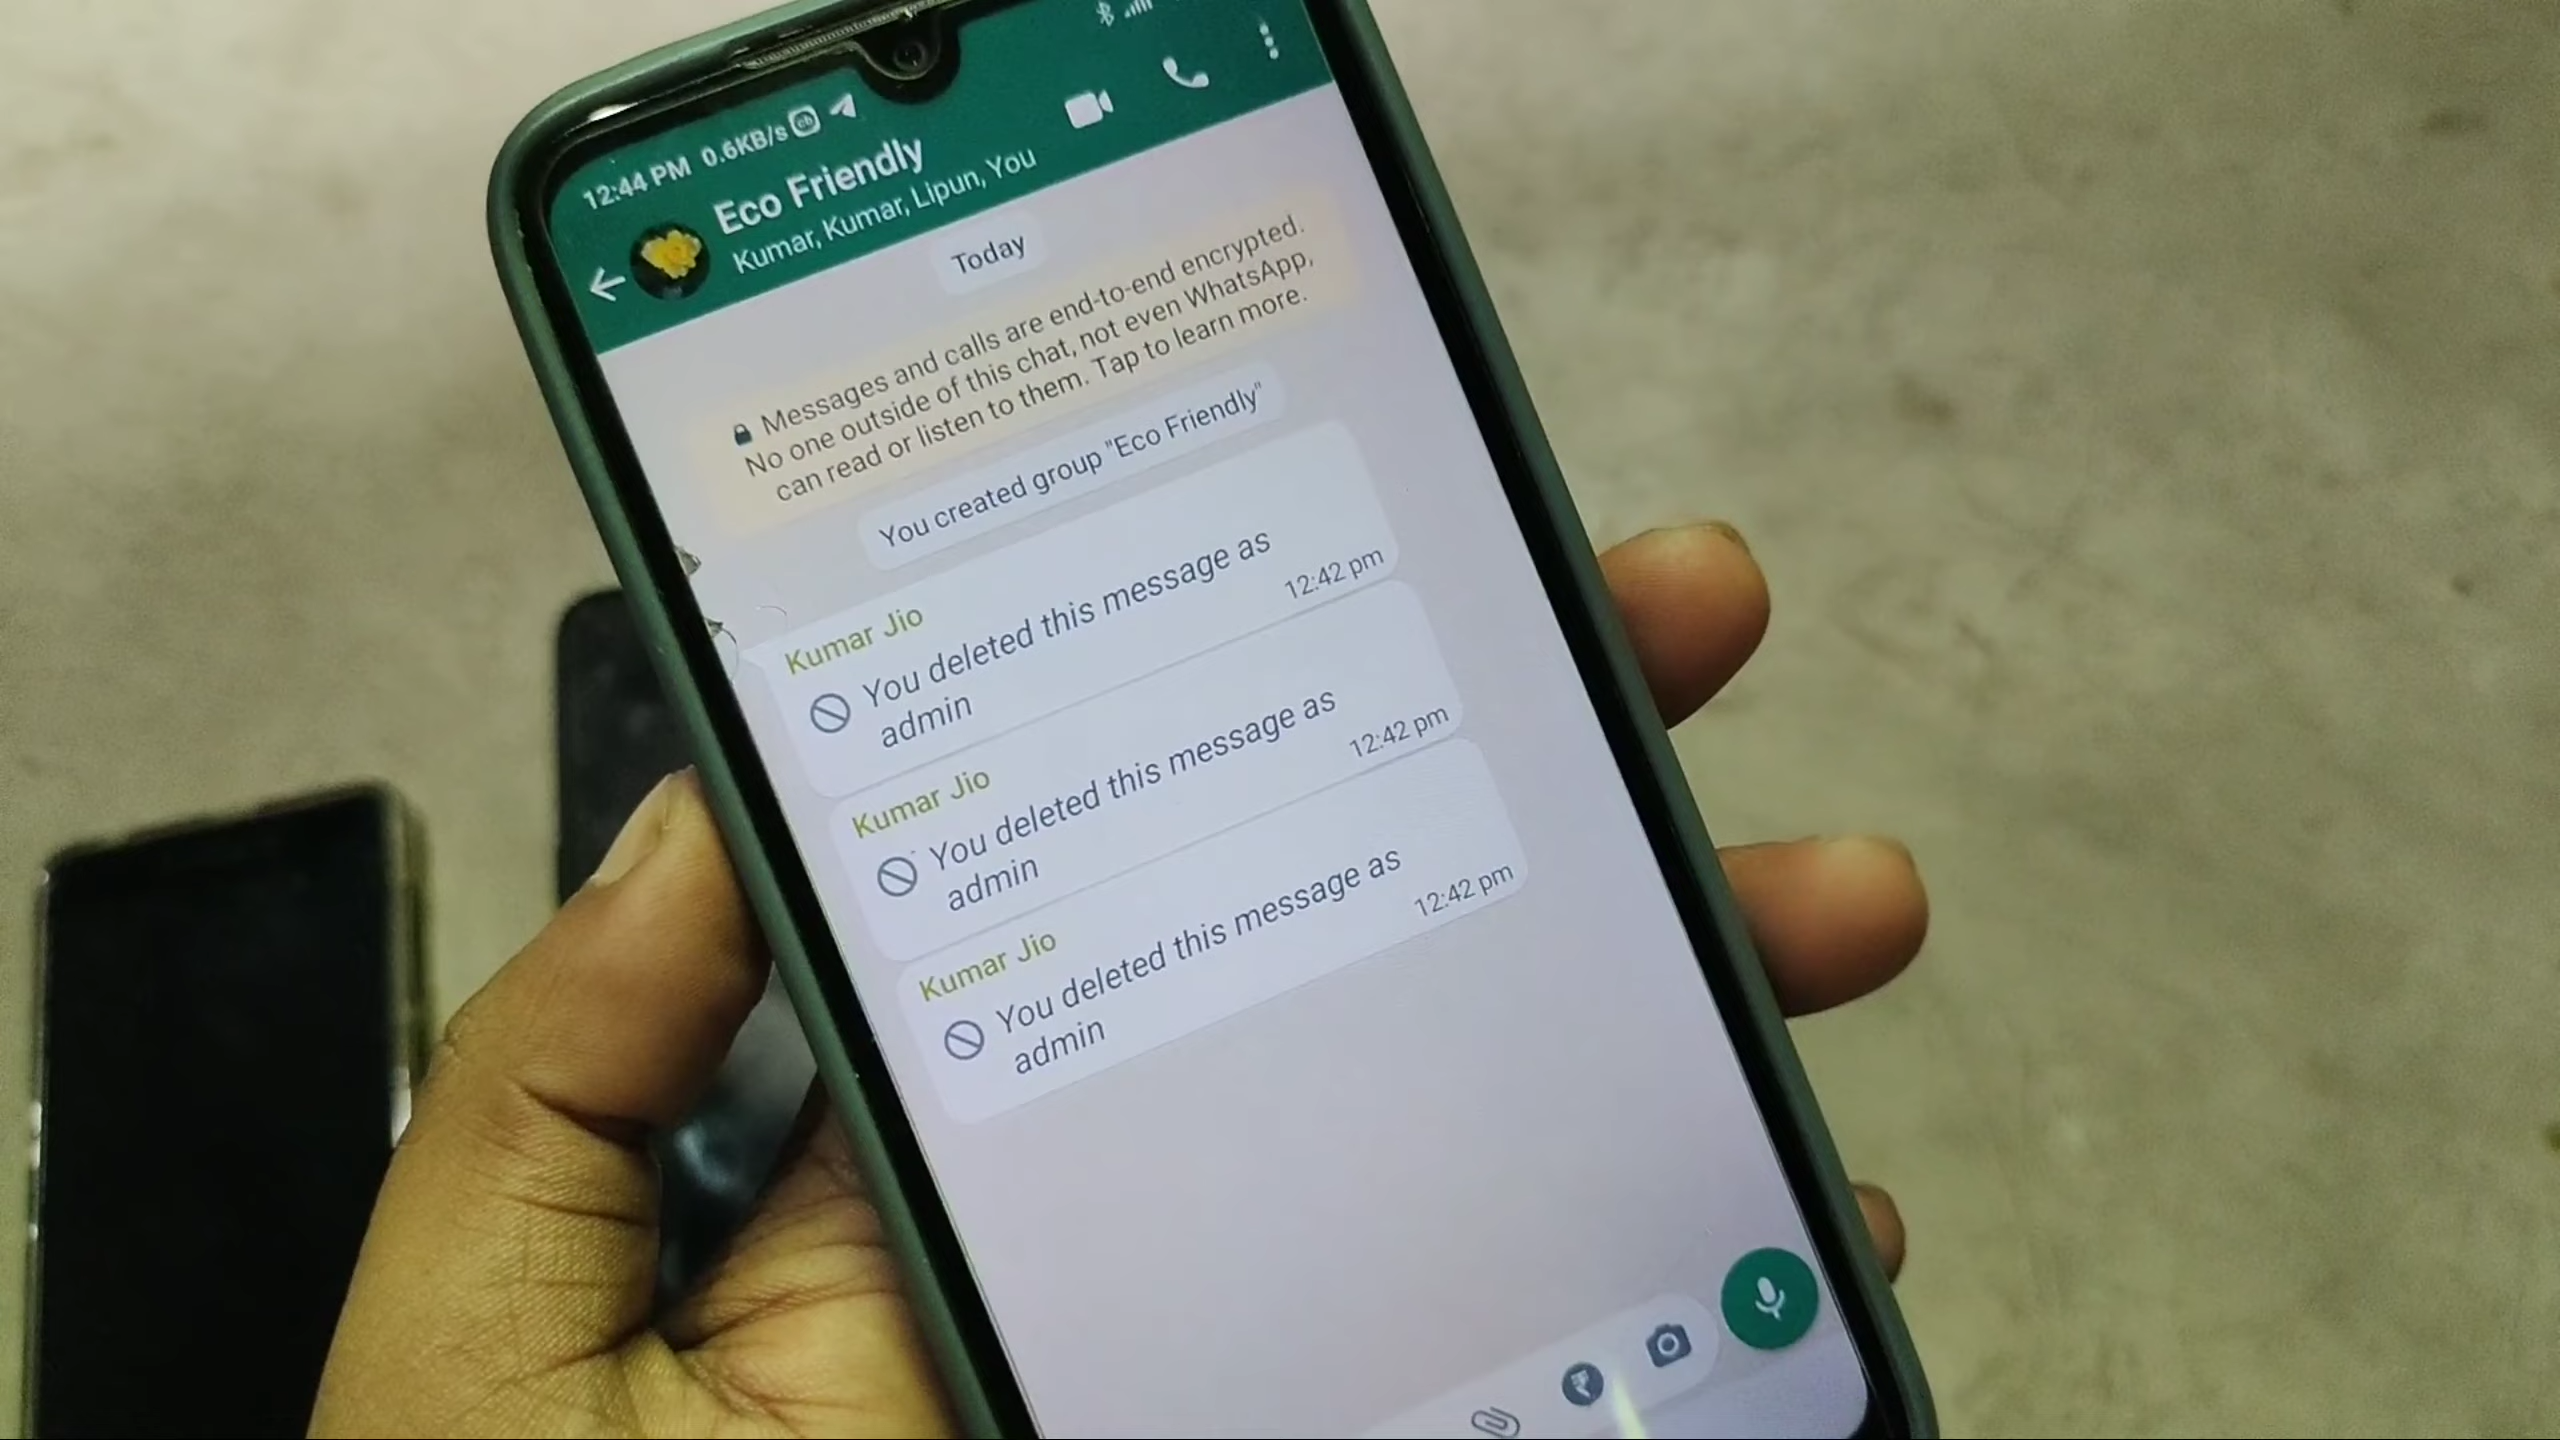 12:44 PM 0.6KB/s
Eco Friendly
Kumar, Kumar, Lipun, You
Today
Messages and calls are end-to-end encrypted.
No one outside of this chat, not even WhatsApp,
can read or listen to them. Tap to learn more.
You created group "Eco Friendly"
Kumar Jio
You deleted this message as
admin
12:42 pm
Kumar Jio
You deleted this message as
admin
12:42 pm
Kumar Jio
You deleted this message as
admin
12:42 pm